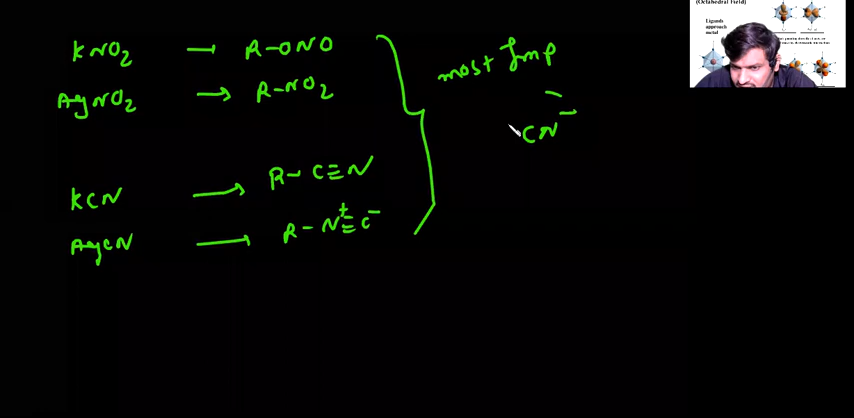 (Octahedral Field)
Ligands
approach
metal
KNO₂ → R-ONO
AgNO₂ → R-NO₂
KCN → R-C≡N
AgCN → R-N⁺≡C⁻
most Imp
CN⁻